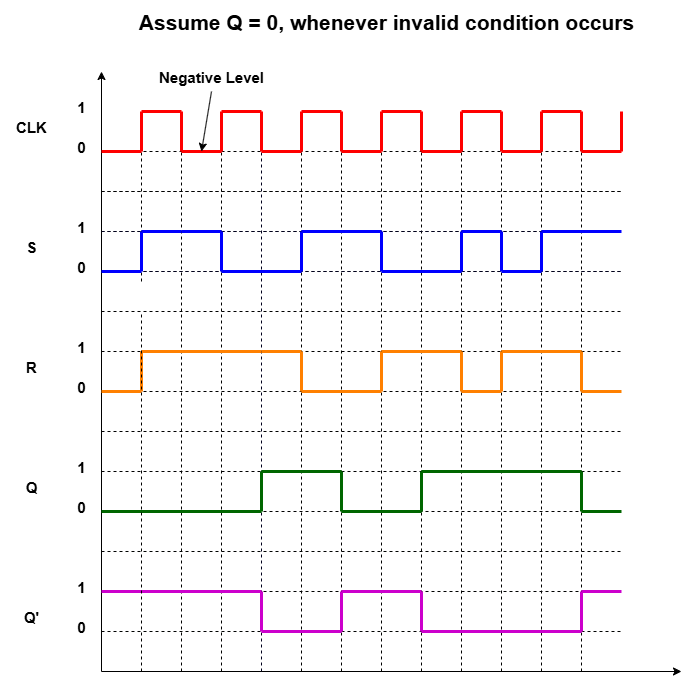 Assume Q = 0, whenever invalid condition occurs
Negative Level
CLK
1
0
S
1
0
R
1
0
Q
1
0
Q'
1
0